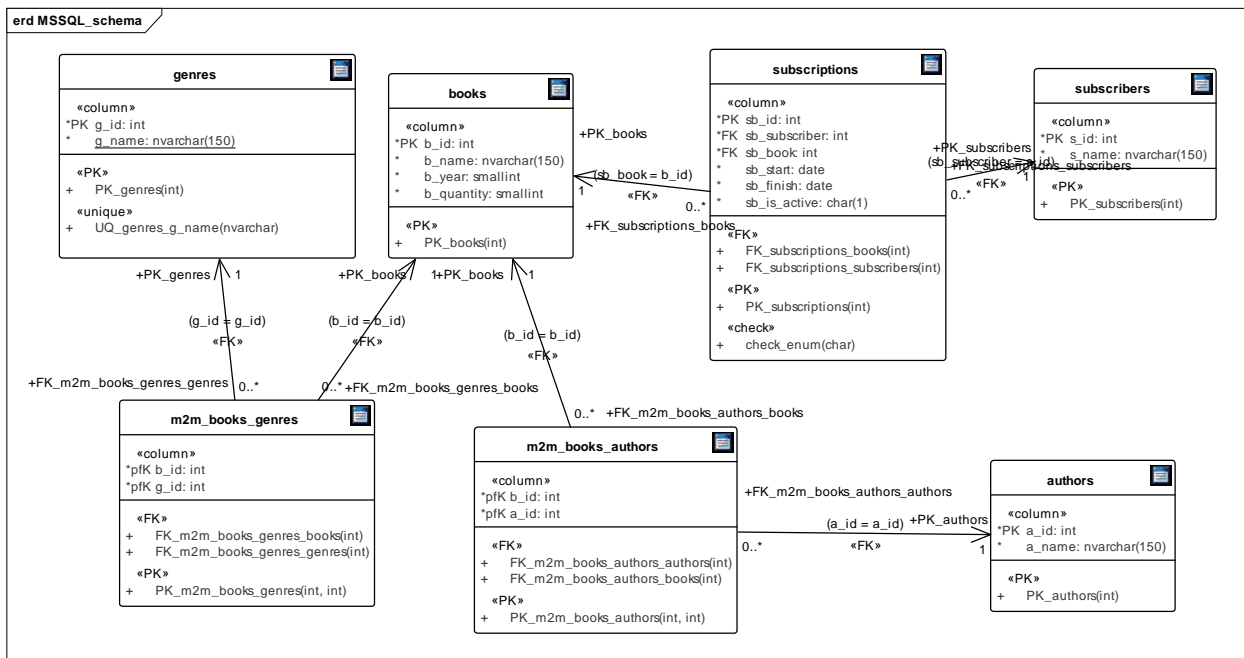 erd MSSQL_schema
genres
«column»
*PK g_id: int
* g_name: nvarchar(150)
«PK»
+ PK_genres(int)
«unique»
+ UQ_genres_g_name(nvarchar)
books
«column»
*PK b_id: int
* b_name: nvarchar(150)
* b_year: smallint
* b_quantity: smallint
«PK»
+ PK_books(int)
subscriptions
«column»
*PK sb_id: int
*FK sb_subscriber: int
*FK sb_book: int
* sb_start: date
* sb_finish: date
* sb_is_active: char(1)
«FK»
+ FK_subscriptions_books(int)
+ FK_subscriptions_subscribers(int)
«PK»
+ PK_subscriptions(int)
«check»
+ check_enum(char)
subscribers
«column»
*PK s_id: int
* s_name: nvarchar(150)
«PK»
+ PK_subscribers(int)
+PK_books
(sb_book = b_id)
1
«FK»
0..*
+FK_subscriptions_books
+PK_subscribers
(sb_subscriber = s_id)
+FK_subscriptions_subscribers
1
«FK»
0..*
+PK_genres 1
(g_id = g_id)
«FK»
+FK_m2m_books_genres_genres 0..*
+PK_books 1
(b_id = b_id)
«FK»
0..* +FK_m2m_books_genres_books
+PK_books 1
(b_id = b_id)
«FK»
0..* +FK_m2m_books_authors_books
m2m_books_genres
«column»
*pfK b_id: int
*pfK g_id: int
«FK»
+ FK_m2m_books_genres_books(int)
+ FK_m2m_books_genres_genres(int)
«PK»
+ PK_m2m_books_genres(int, int)
m2m_books_authors
«column»
*pfK b_id: int
*pfK a_id: int
«FK»
+ FK_m2m_books_authors_authors(int)
+ FK_m2m_books_authors_books(int)
«PK»
+ PK_m2m_books_authors(int, int)
+FK_m2m_books_authors_authors
(a_id = a_id) +PK_authors
0..* «FK» 1
authors
«column»
*PK a_id: int
* a_name: nvarchar(150)
«PK»
+ PK_authors(int)